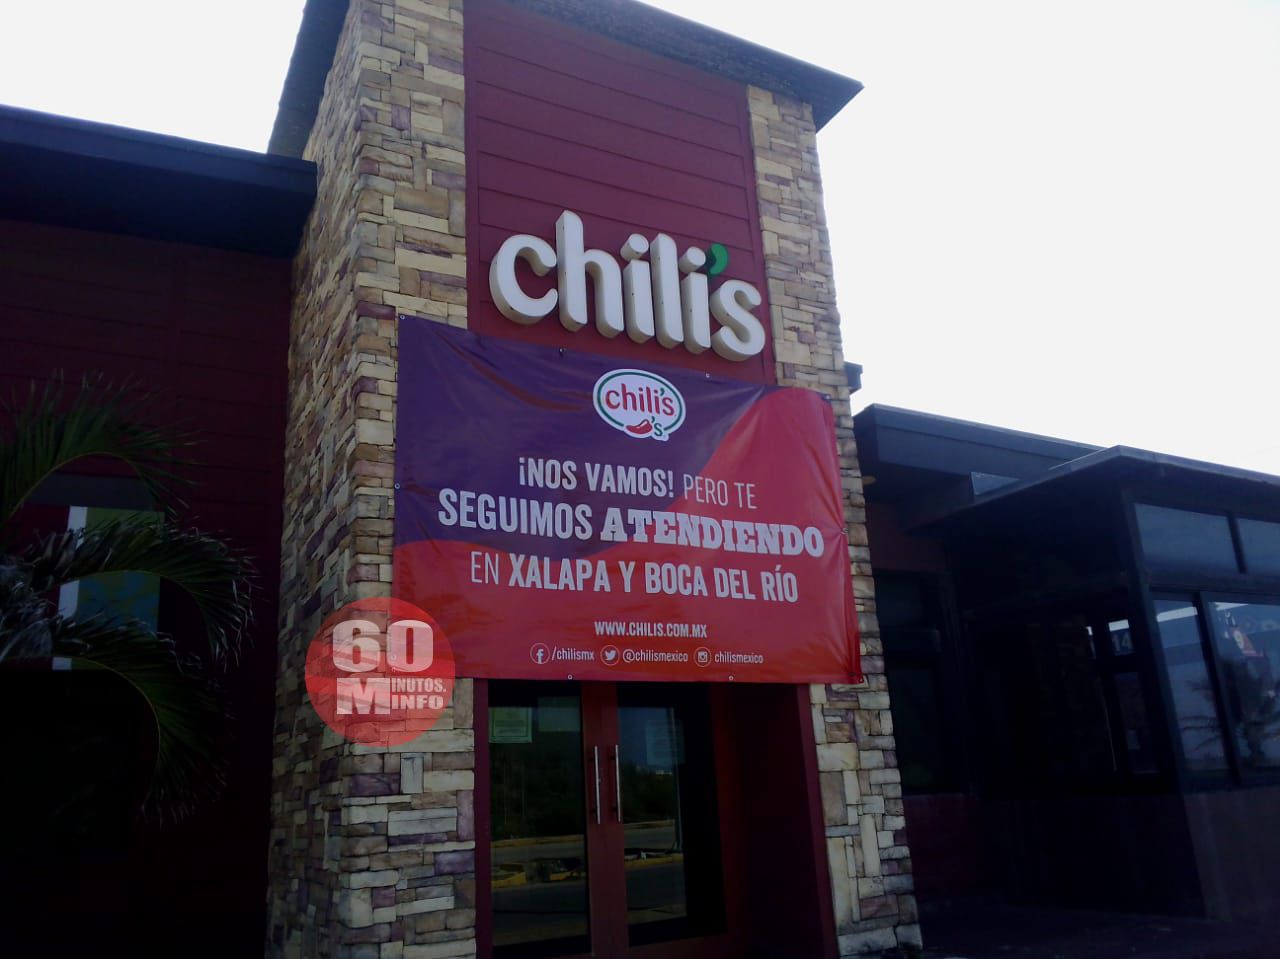 chili's
chili's
¡NOS VAMOS! PERO TE
SEGUIMOS ATENDIENDO
EN XALAPA Y BOCA DEL RÍO
WWW.CHILIS.COM.MX
/chilismx @chilismexico chilismexico
60
MINUTOS.
INFO